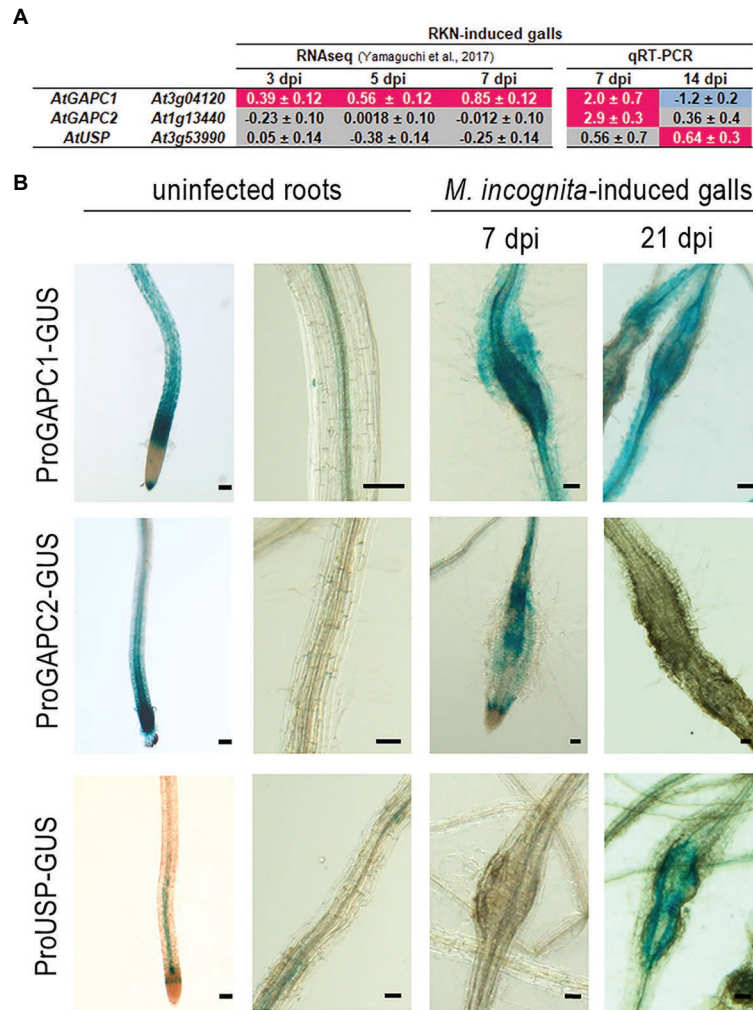 A
RKN-induced galls
RNAseq (Yamaguchi et al., 2017) qRT-PCR
3 dpi 5 dpi 7 dpi 7 dpi 14 dpi
AtGAPC1 At3g04120 0.39 ± 0.12 0.56 ± 0.12 0.85 ± 0.12 2.0 ± 0.7 -1.2 ± 0.2
AtGAPC2 At1g13440 -0.23 ± 0.10 0.0018 ± 0.10 -0.012 ± 0.10 2.9 ± 0.3 0.36 ± 0.4
AtUSP At3g53990 0.05 ± 0.14 -0.38 ± 0.14 -0.25 ± 0.14 0.56 ± 0.7 0.64 ± 0.3
B
uninfected roots M. incognita-induced galls
7 dpi 21 dpi
ProGAPC1-GUS
ProGAPC2-GUS
ProUSP-GUS